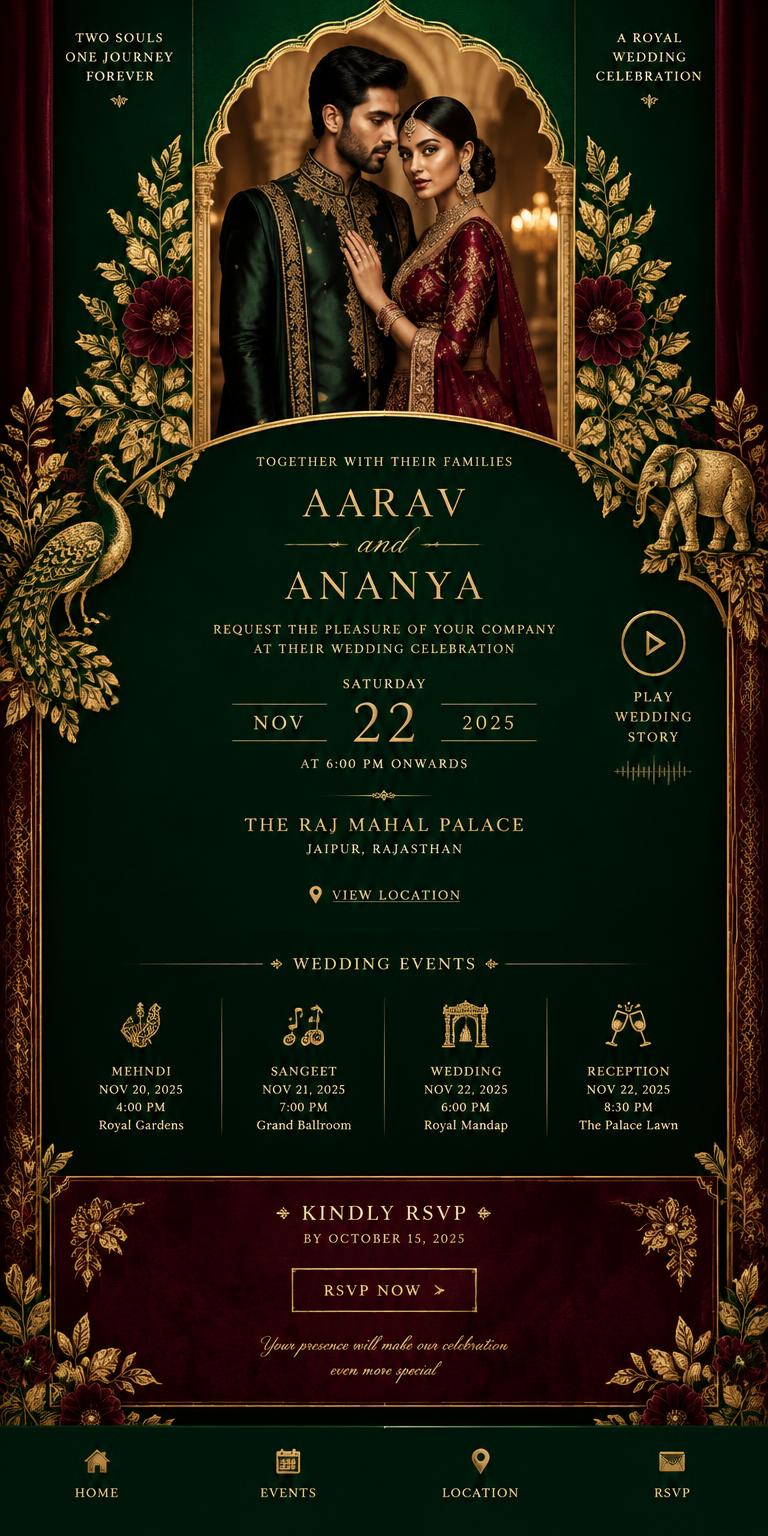 TWO SOULS
ONE JOURNEY
FOREVER
A ROYAL
WEDDING
CELEBRATION
TOGETHER WITH THEIR FAMILIES
AARAV
and
ANANYA
REQUEST THE PLEASURE OF YOUR COMPANY
AT THEIR WEDDING CELEBRATION
SATURDAY
NOV 22 2025
AT 6:00 PM ONWARDS
PLAY
WEDDING
STORY
THE RAJ MAHAL PALACE
JAIPUR, RAJASTHAN
VIEW LOCATION
WEDDING EVENTS
MEHNDI
NOV 20, 2025
4:00 PM
Royal Gardens
SANGEET
NOV 21, 2025
7:00 PM
Grand Ballroom
WEDDING
NOV 22, 2025
6:00 PM
Royal Mandap
RECEPTION
NOV 22, 2025
8:30 PM
The Palace Lawn
KINDLY RSVP
BY OCTOBER 15, 2025
RSVP NOW
Your presence will make our celebration
even more special
HOME
EVENTS
LOCATION
RSVP